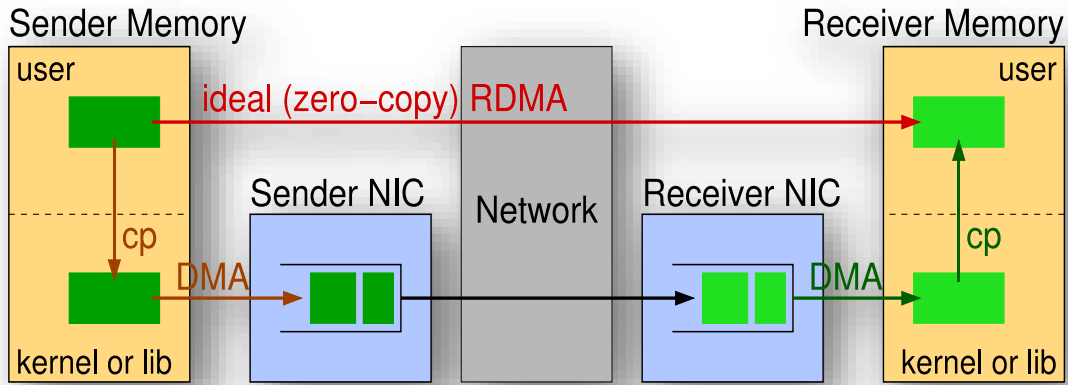 Sender Memory
Receiver Memory
user
user
ideal (zero−copy) RDMA
Sender NIC
Network
Receiver NIC
cp
cp
DMA
DMA
kernel or lib
kernel or lib